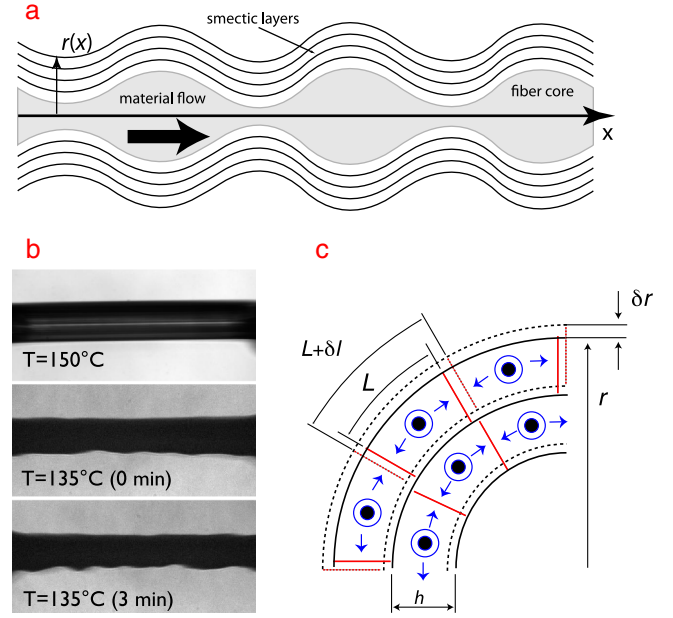 a
smectic layers
r(x)
material flow
fiber core
x
b
T=150°C
T=135°C (0 min)
T=135°C (3 min)
c
δr
L+δl
L
r
h